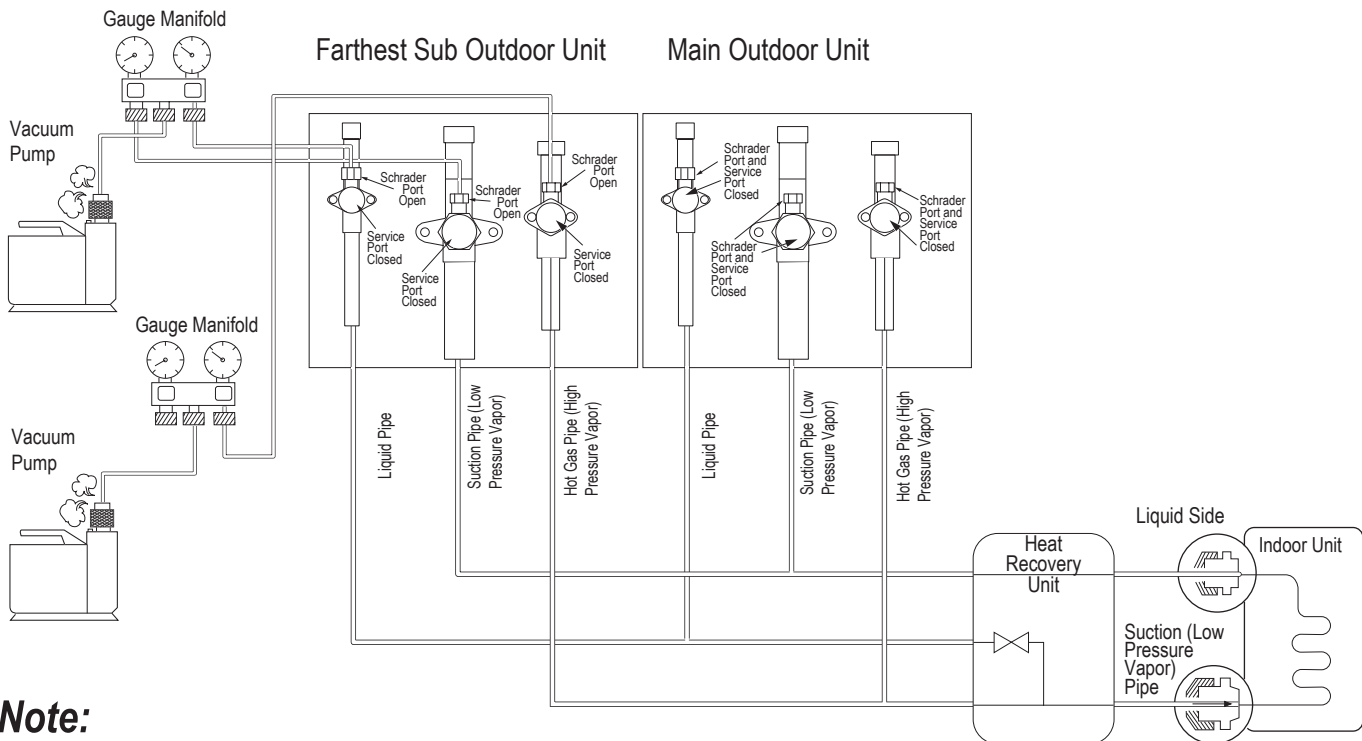 Gauge Manifold
Farthest Sub Outdoor Unit
Main Outdoor Unit
Vacuum
Pump
Schrader
Port
Open
Service
Port
Closed
Schrader
Port
Open
Service
Port
Closed
Schrader
Port
Open
Service
Port
Closed
Schrader
Port and
Service
Port
Closed
Schrader
Port and
Service
Port
Closed
Schrader
Port and
Service
Port
Closed
Gauge Manifold
Vacuum
Pump
Liquid Pipe
Suction Pipe (Low
Pressure Vapor)
Hot Gas Pipe (High
Pressure Vapor)
Liquid Pipe
Suction Pipe (Low
Pressure Vapor)
Hot Gas Pipe (High
Pressure Vapor)
Heat
Recovery
Unit
Liquid Side
Indoor Unit
Suction (Low
Pressure
Vapor)
Pipe
Note: